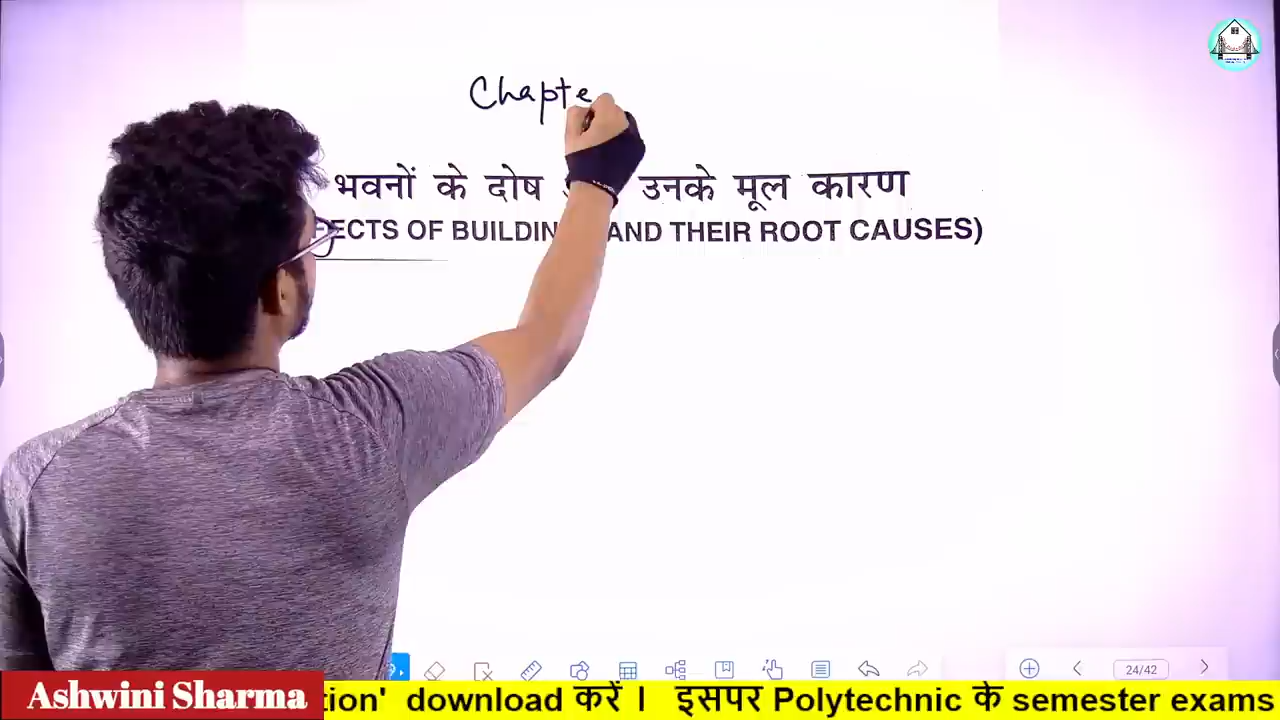 Chapte
भवनों के दोष उनके मूल कारण
FECTS OF BUILDIN AND THEIR ROOT CAUSES)
24/42
Ashwini Sharma
tion' download करें। इसपर Polytechnic के semester exams